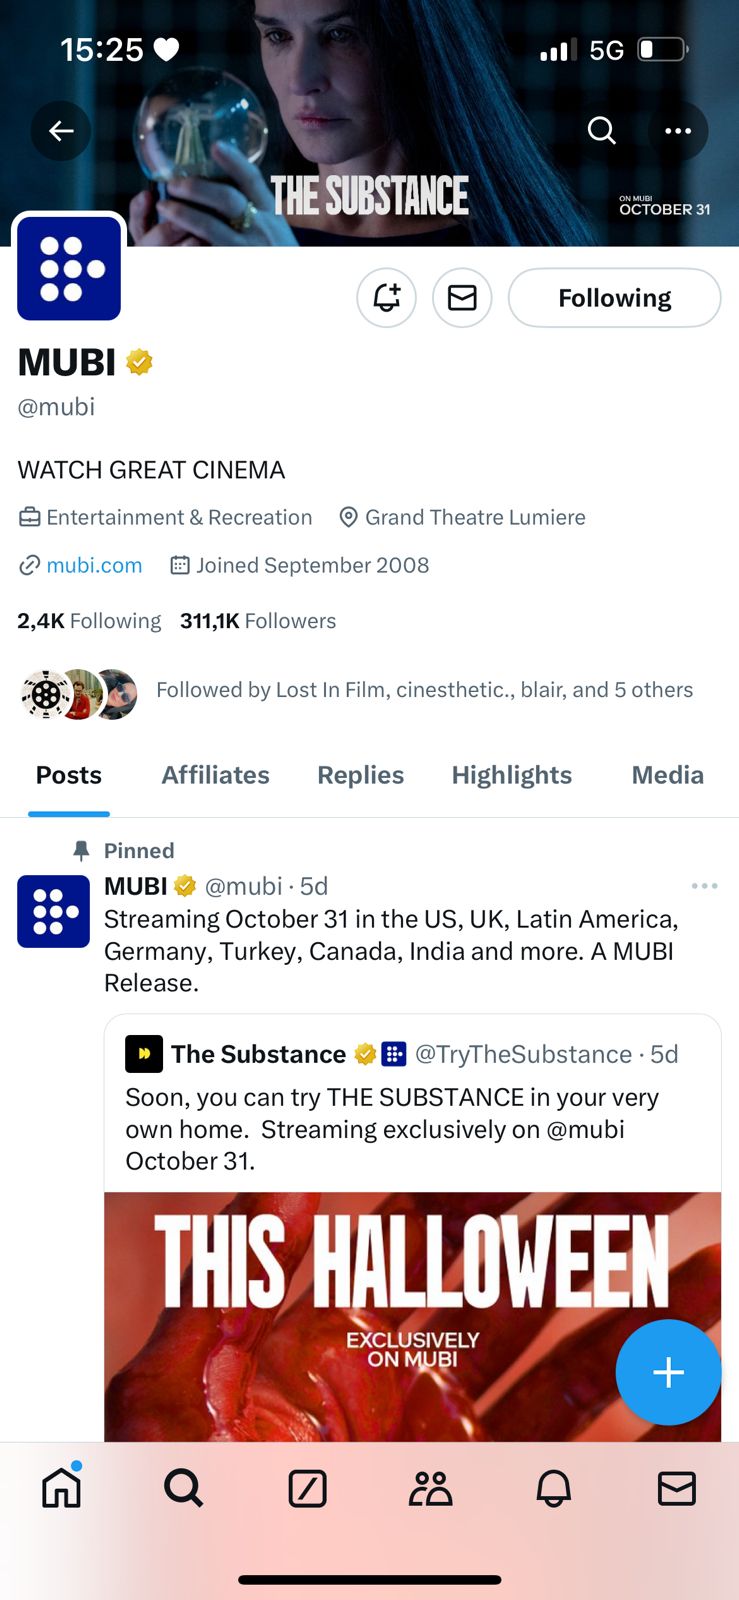 15:25
5G
THE SUBSTANCE
ON MUBI
OCTOBER 31
Following
MUBI
@mubi
WATCH GREAT CINEMA
Entertainment & Recreation Grand Theatre Lumiere
mubi.com Joined September 2008
2,4K Following 311,1K Followers
Followed by Lost In Film, cinesthetic., blair, and 5 others
Posts Affiliates Replies Highlights Media
Pinned
MUBI @mubi · 5d
Streaming October 31 in the US, UK, Latin America,
Germany, Turkey, Canada, India and more. A MUBI
Release.
The Substance @TryTheSubstance · 5d
Soon, you can try THE SUBSTANCE in your very
own home. Streaming exclusively on @mubi
October 31.
THIS HALLOWEEN
EXCLUSIVELY
ON MUBI